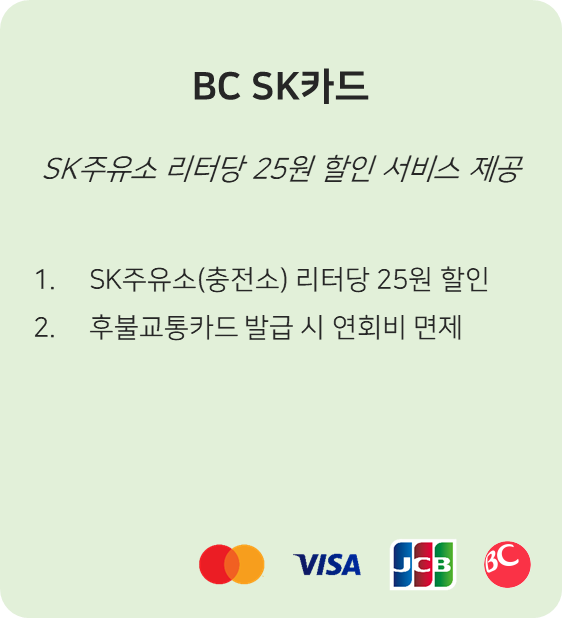 BC SK카드
SK주유소 리터당 25원 할인 서비스 제공
1. SK주유소(충전소) 리터당 25원 할인
2. 후불교통카드 발급 시 연회비 면제
VISA JCB BC